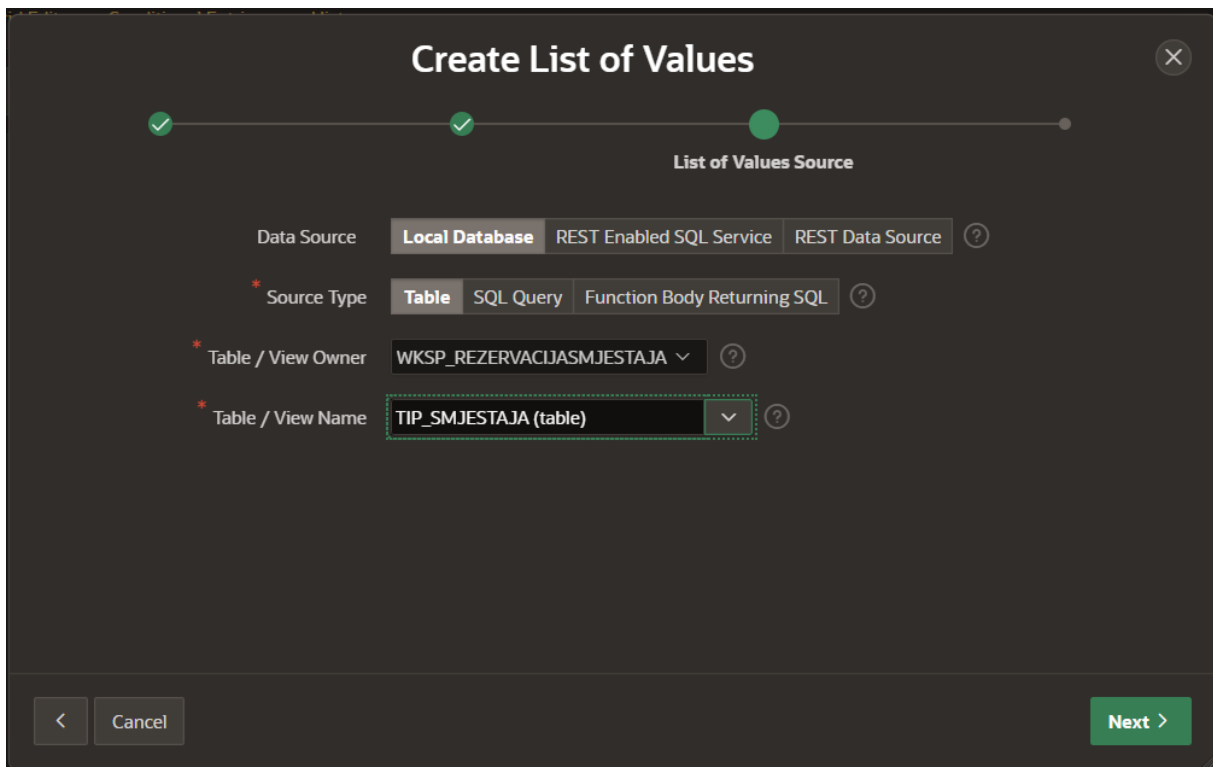 Create List of Values
List of Values Source
Data Source Local Database REST Enabled SQL Service REST Data Source ?
* Source Type Table SQL Query Function Body Returning SQL ?
* Table / View Owner WKSP_REZERVACIJASMJESTAJA ?
* Table / View Name TIP_SMJESTAJA (table) ?
Cancel Next